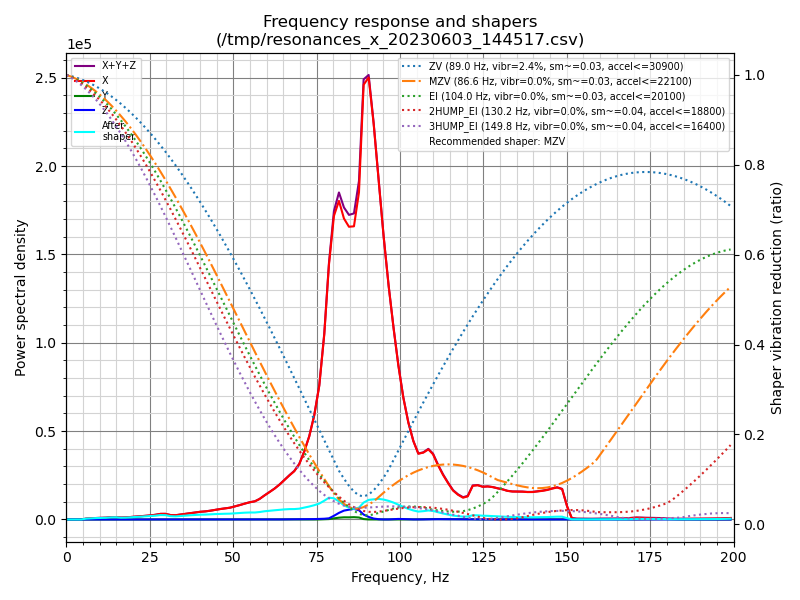 Frequency response and shapers
(/tmp/resonances_x_20230603_144517.csv)
1e5
X+Y+Z
X
Y
Z
After
shaper
ZV (89.0 Hz, vibr=2.4%, sm~=0.03, accel<=30900)
MZV (86.6 Hz, vibr=0.0%, sm~=0.03, accel<=22100)
EI (104.0 Hz, vibr=0.0%, sm~=0.03, accel<=20100)
2HUMP_EI (130.2 Hz, vibr=0.0%, sm~=0.04, accel<=18800)
3HUMP_EI (149.8 Hz, vibr=0.0%, sm~=0.04, accel<=16400)
Recommended shaper: MZV
Power spectral density
2.5
2.0
1.5
1.0
0.5
0.0
1.0
0.8
0.6
0.4
0.2
0.0
Shaper vibration reduction (ratio)
0 25 50 75 100 125 150 175 200
Frequency, Hz